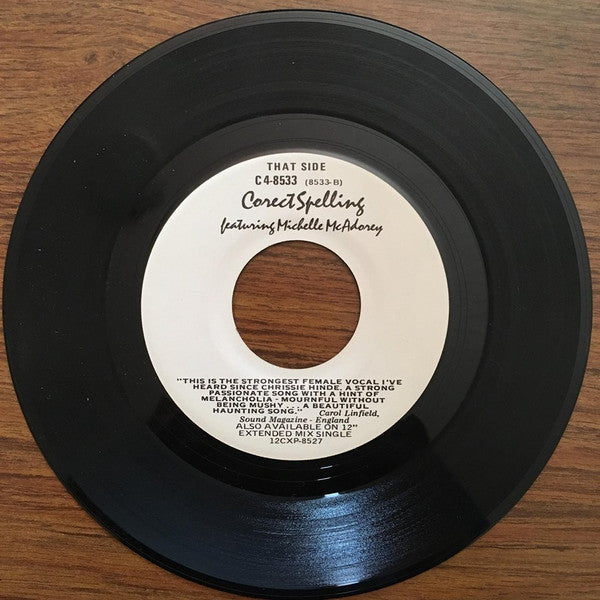 THAT SIDE
C4-8533 (8533-B)
Corect Spelling
featuring Michelle McAdorey
"THIS IS THE STRONGEST FEMALE VOCAL I'VE
HEARD SINCE CHRISSIE HINDE, A STRONG
PASSIONATE SONG WITH A HINT OF
MELANCHOLIA - MOURNFUL WITHOUT
BEING MUSHY . . . A BEAUTIFUL
HAUNTING SONG." Carol Linfield,
Sound Magazine - England
ALSO AVAILABLE ON 12"
EXTENDED MIX SINGLE
12CXP-8527